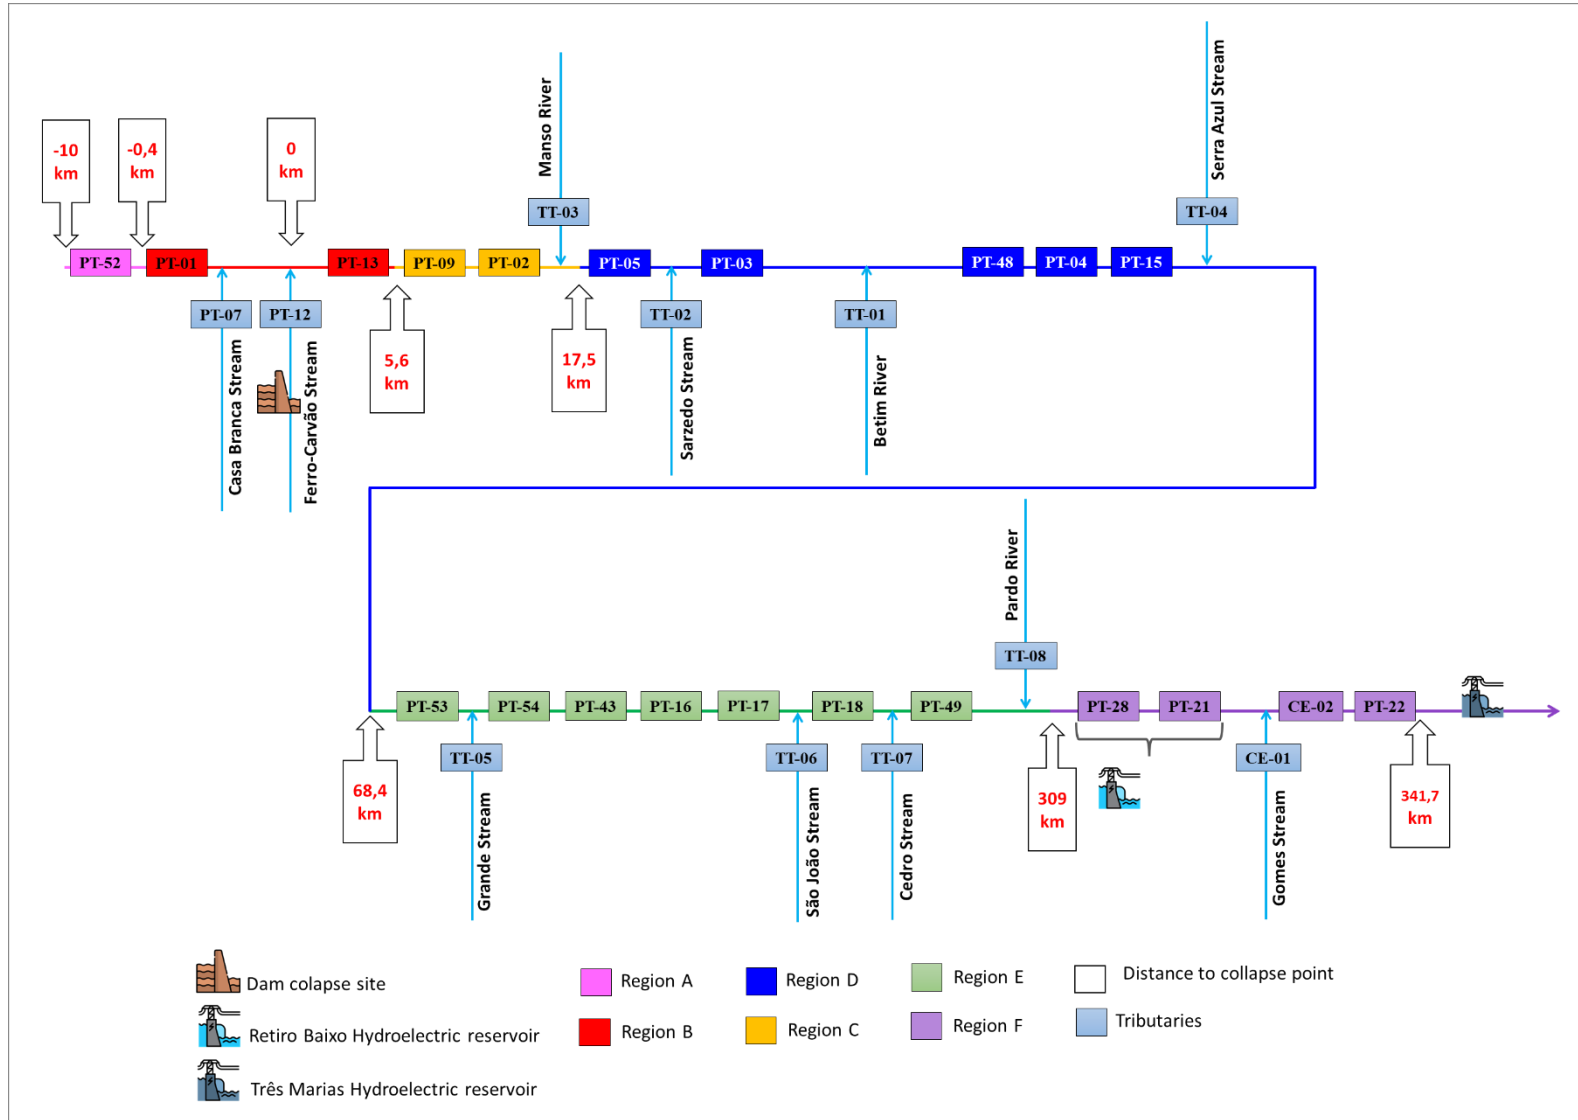 Manso River
Serra Azul Stream
-10
km
-0,4
km
0
km
TT-03
TT-04
PT-52
PT-01
PT-13
PT-09
PT-02
PT-05
PT-03
PT-48
PT-04
PT-15
PT-07
PT-12
TT-02
TT-01
5,6
km
17,5
km
Casa Branca Stream
Ferro-Carvão Stream
Sarzedo Stream
Betim River
Pardo River
TT-08
PT-53
PT-54
PT-43
PT-16
PT-17
PT-18
PT-49
PT-28
PT-21
CE-02
PT-22
TT-05
TT-06
TT-07
CE-01
68,4
km
309
km
341,7
km
Grande Stream
São João Stream
Cedro Stream
Gomes Stream
Dam colapse site
Region A
Region D
Region E
Distance to collapse point
Retiro Baixo Hydroelectric reservoir
Region B
Region C
Region F
Tributaries
Três Marias Hydroelectric reservoir